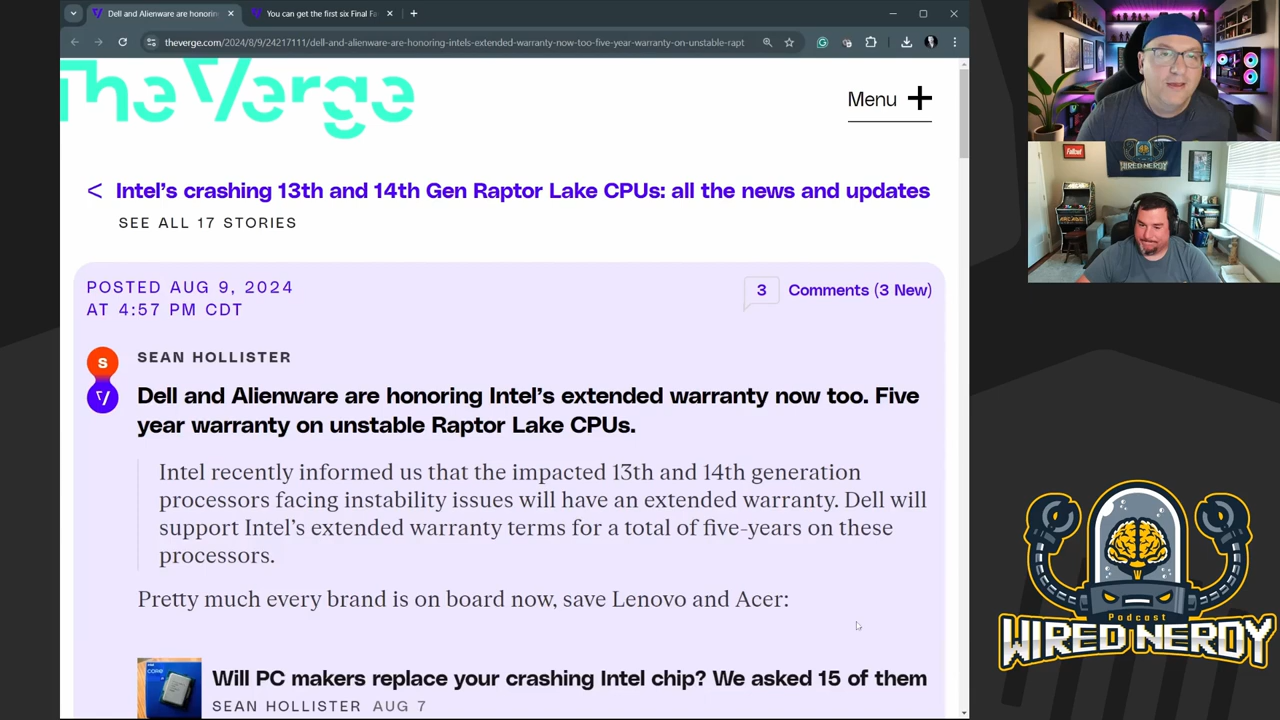 Dell and Alienware are honorin
You can get the first six Final Fa
theverge.com/2024/8/9/24217111/dell-and-alienware-are-honoring-intels-extended-warranty-now-too-five-year-warranty-on-unstable-rapt
The Verge
Menu
Intel's crashing 13th and 14th Gen Raptor Lake CPUs: all the news and updates
SEE ALL 17 STORIES
POSTED AUG 9, 2024
AT 4:57 PM CDT
3 Comments (3 New)
SEAN HOLLISTER
Dell and Alienware are honoring Intel's extended warranty now too. Five
year warranty on unstable Raptor Lake CPUs.
Intel recently informed us that the impacted 13th and 14th generation
processors facing instability issues will have an extended warranty. Dell will
support Intel's extended warranty terms for a total of five-years on these
processors.
Pretty much every brand is on board now, save Lenovo and Acer:
Will PC makers replace your crashing Intel chip? We asked 15 of them
SEAN HOLLISTER AUG 7
CORE
Fallout
WIRED NERDY
Podcast
WIRED NERDY